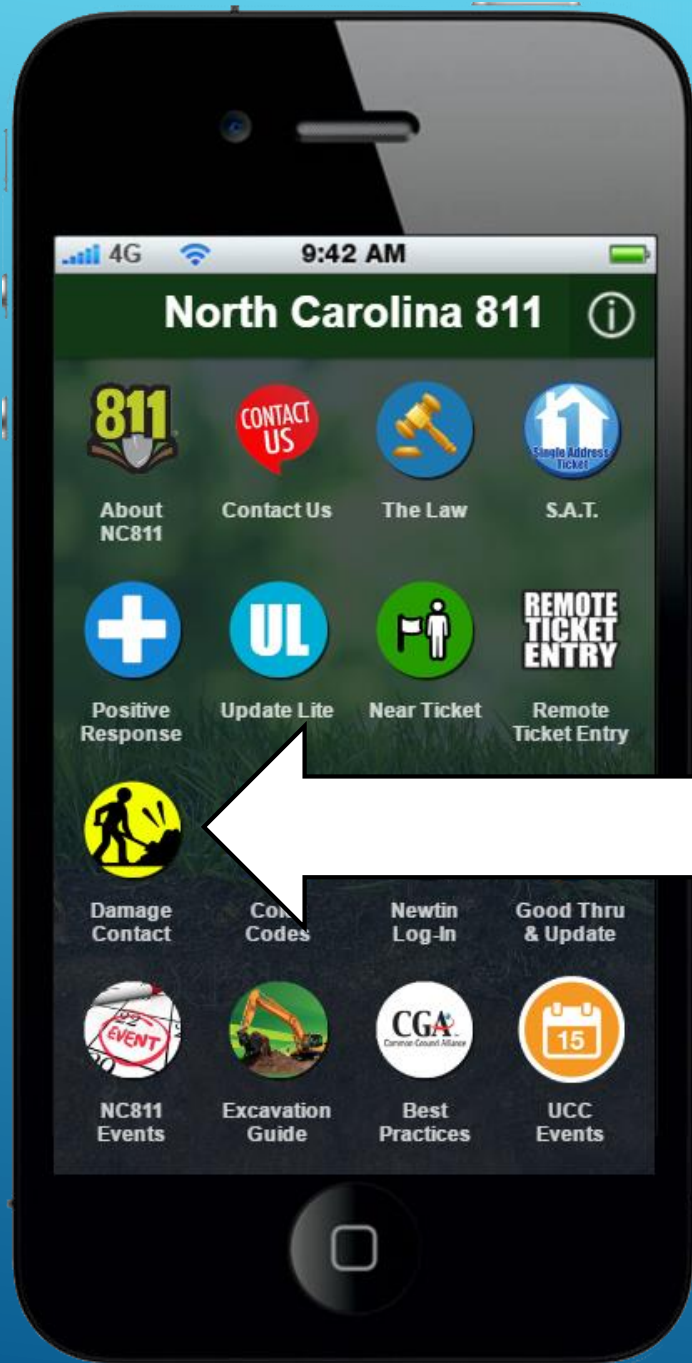 4G 9:42 AM
North Carolina 811
811
CONTACT
US
1
Single Address
Ticket
About
NC811
Contact Us
The Law
S.A.T.
UL
REMOTE
TICKET
ENTRY
Positive
Response
Update Lite
Near Ticket
Remote
Ticket Entry
Damage
Contact
Codes
Newtin
Log-In
Good Thru
& Update
22
EVENT
CGA
Common Ground Alliance
15
NC811
Events
Excavation
Guide
Best
Practices
UCC
Events